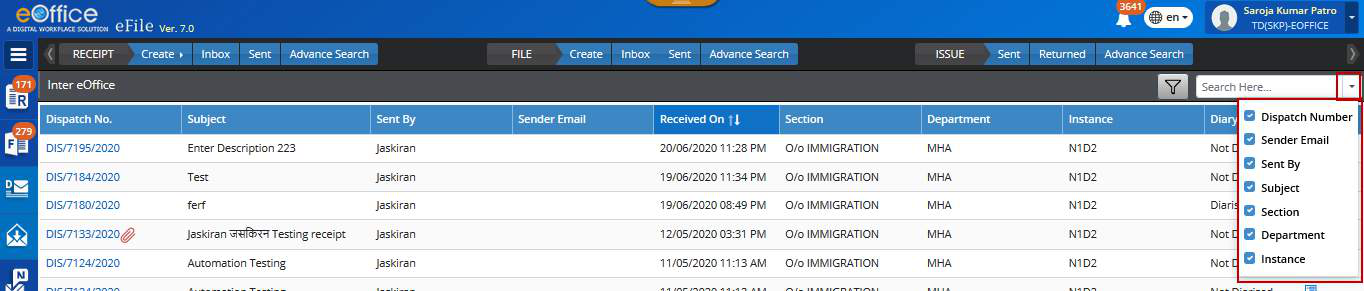 eOffice
A DIGITAL WORKPLACE SOLUTION
eFile Ver. 7.0
3641
en
Saroja Kumar Patro
TD(SKP)-EOFFICE
RECEIPT Create Inbox Sent Advance Search FILE Create Inbox Sent Advance Search ISSUE Sent Returned Advance Search
171
R
279
F
D
N
Inter eOffice
Search Here...
Dispatch No. Subject Sent By Sender Email Received On Section Department Instance
DIS/7195/2020 Enter Description 223 Jaskiran 20/06/2020 11:28 PM O/o IMMIGRATION MHA N1D2
DIS/7184/2020 Test Jaskiran 19/06/2020 11:34 PM O/o IMMIGRATION MHA N1D2
DIS/7180/2020 ferf Jaskiran 19/06/2020 08:49 PM O/o IMMIGRATION MHA N1D2
DIS/7133/2020 Jaskiran जसकिरन Testing receipt Jaskiran 12/05/2020 03:31 PM O/o IMMIGRATION MHA N1D2
DIS/7124/2020 Automation Testing Jaskiran 11/05/2020 11:13 AM O/o IMMIGRATION MHA N1D2
Dispatch Number
Sender Email
Sent By
Subject
Section
Department
Instance